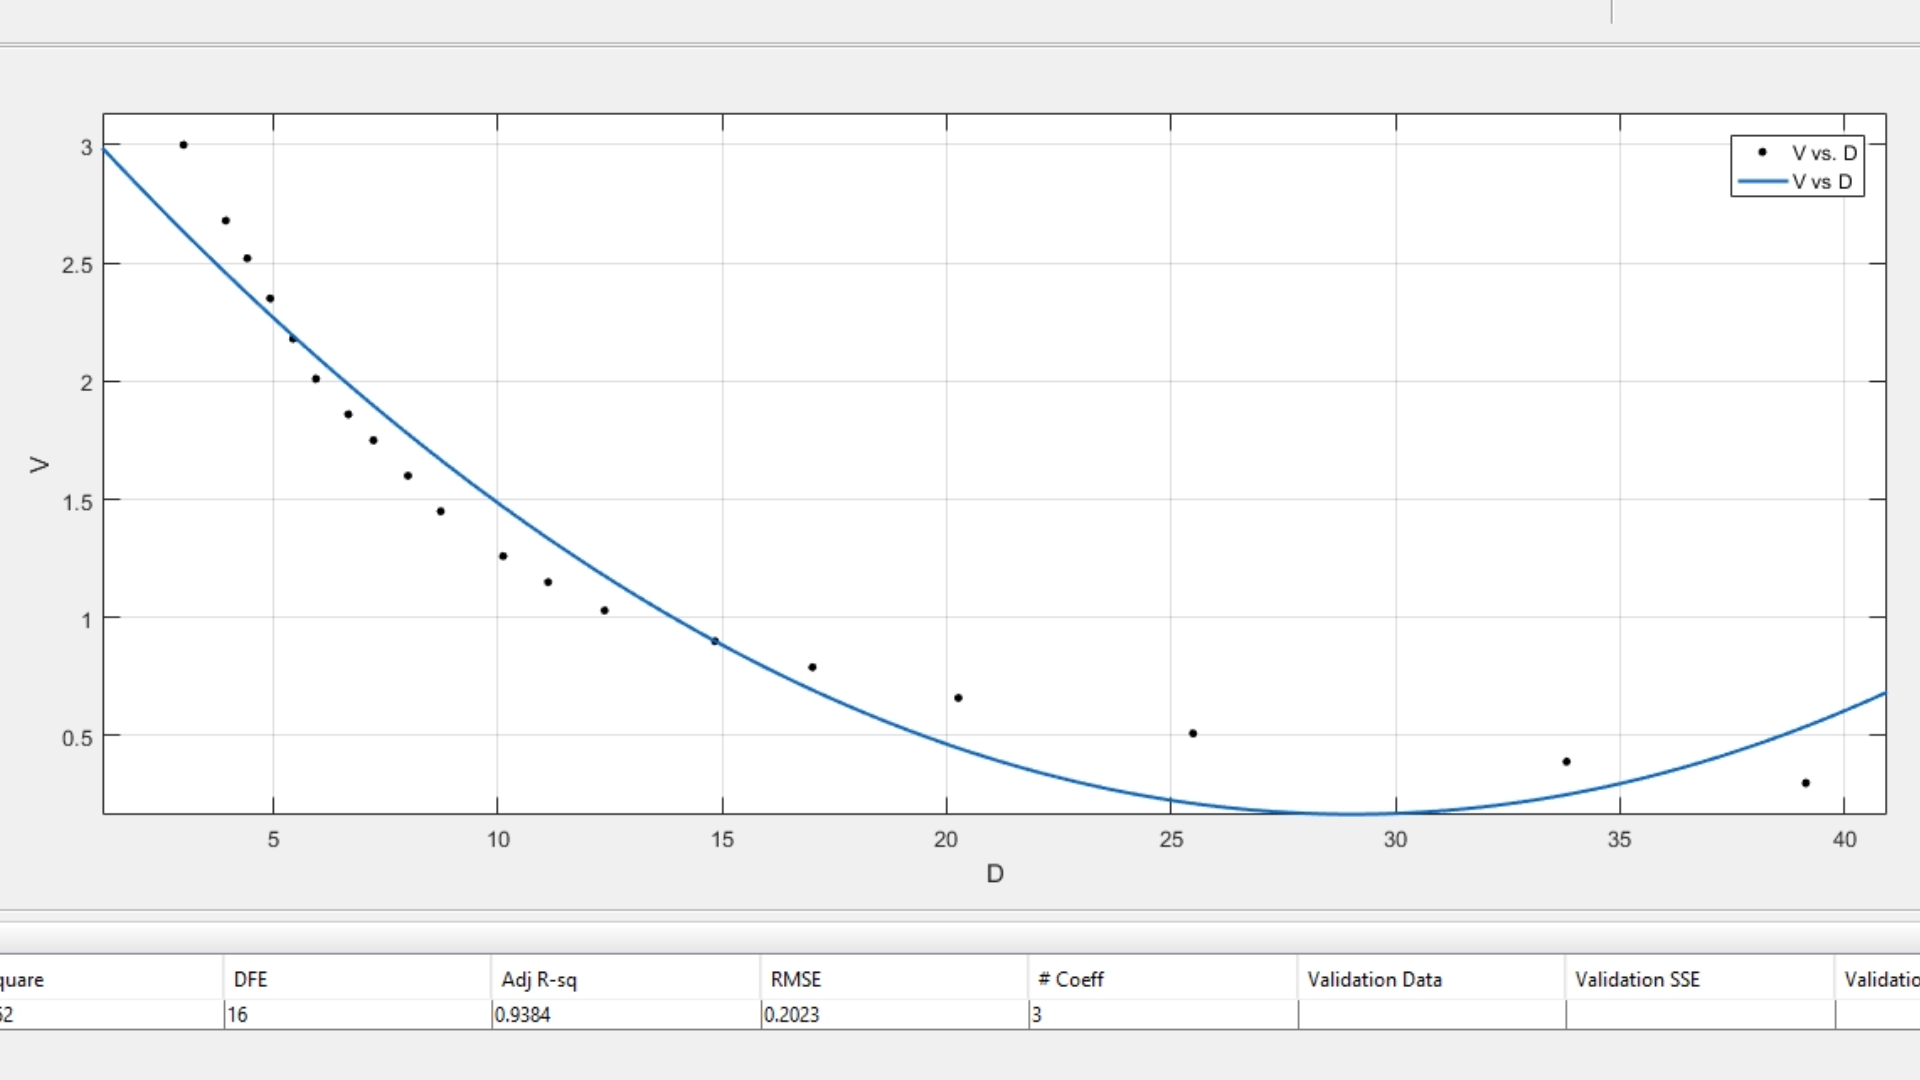 V vs. D
V vs D
3
2.5
2
1.5
1
0.5
V
5 10 15 20 25 30 35 40
D
quare DFE Adj R-sq RMSE # Coeff Validation Data Validation SSE Validatio
62 16 0.9384 0.2023 3